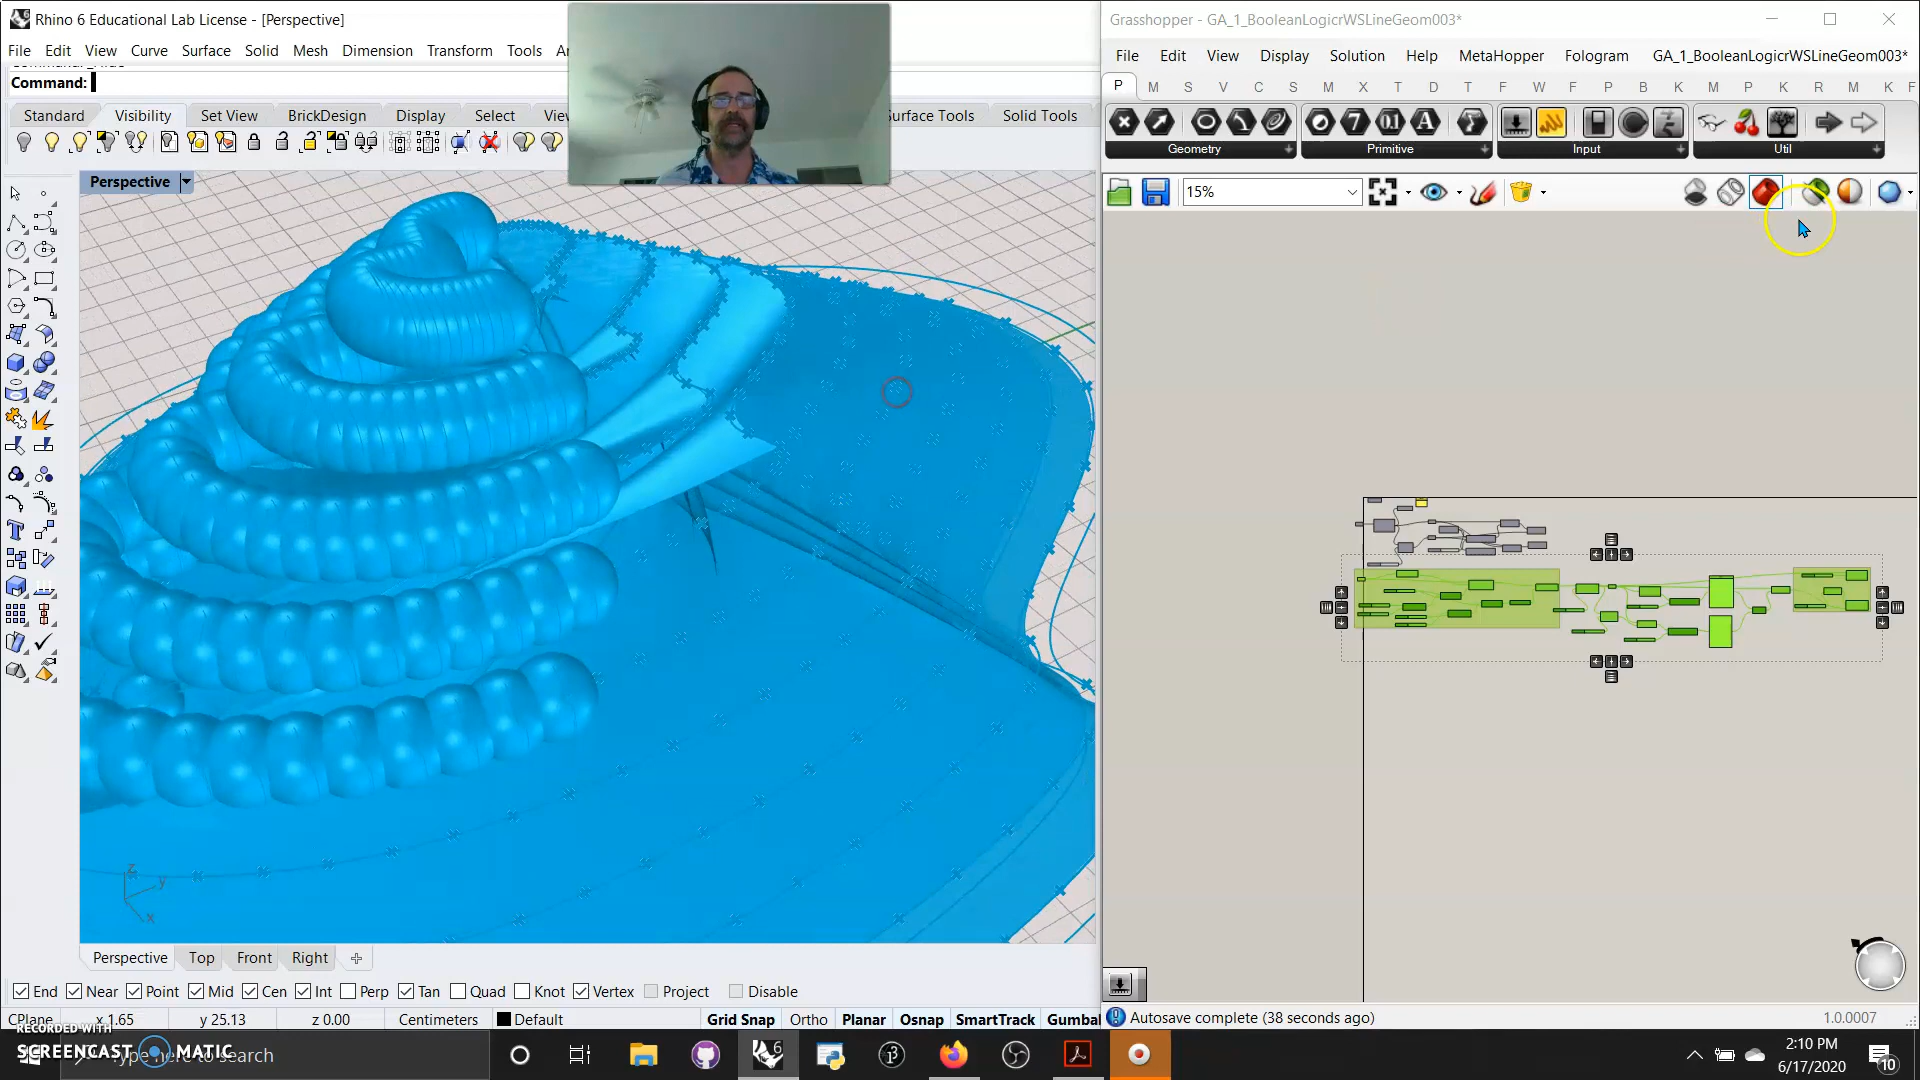 Rhino 6 Educational Lab License - [Perspective]
File Edit View Curve Surface Solid Mesh Dimension Transform Tools
Command:
Standard Visibility Set View BrickDesign Display Select
Surface Tools Solid Tools
Perspective
z
y
x
Perspective Top Front Right
End Near Point Mid Cen Int Perp Tan Quad Knot Vertex Project Disable
CPlane x 1.65 y 25.13 z 0.00 Centimeters Default Grid Snap Ortho Planar Osnap SmartTrack Gumbal
Grasshopper - GA_1_BooleanLogicrWSLineGeom003*
File Edit View Display Solution Help MetaHopper Fologram GA_1_BooleanLogicrWSLineGeom003*
P M S V C S M X T R D T F F P B K M P K R M K F
Geometry Primitive Input Util
15%
Autosave complete (38 seconds ago) 1.0.0007
RECORDED WITH
SCREENCAST MATIC
Type here to search
2:10 PM
6/17/2020
10